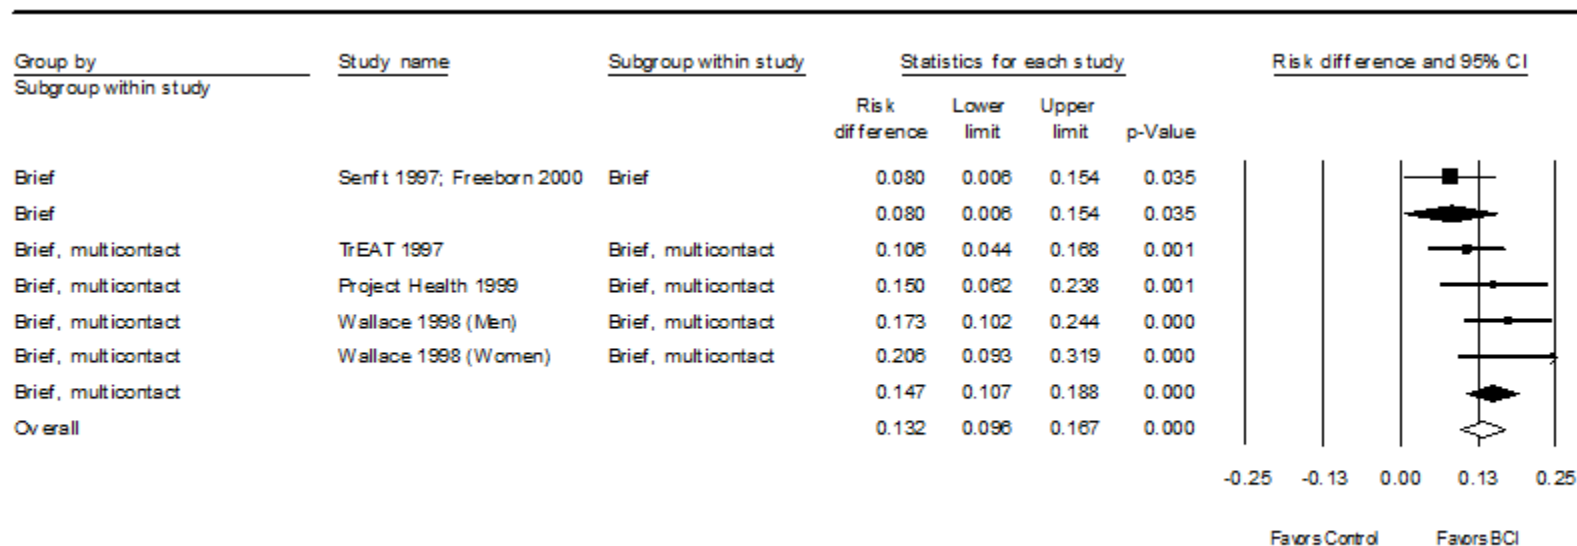 Group by Study name Subgroup within study Statistics for each study Risk difference and 95% CI
Subgroup within study
Risk Lower Upper
difference limit limit p-Value
Brief Senft 1997; Freeborn 2000 Brief 0.080 0.006 0.154 0.035
Brief 0.080 0.006 0.154 0.035
Brief, multicontact TrEAT 1997 Brief, multicontact 0.106 0.044 0.168 0.001
Brief, multicontact Project Health 1999 Brief, multicontact 0.150 0.062 0.238 0.001
Brief, multicontact Wallace 1998 (Men) Brief, multicontact 0.173 0.102 0.244 0.000
Brief, multicontact Wallace 1998 (Women) Brief, multicontact 0.206 0.093 0.319 0.000
Brief, multicontact 0.147 0.107 0.188 0.000
Overall 0.132 0.096 0.167 0.000
-0.25 -0.13 0.00 0.13 0.25
Favors Control Favors BCI